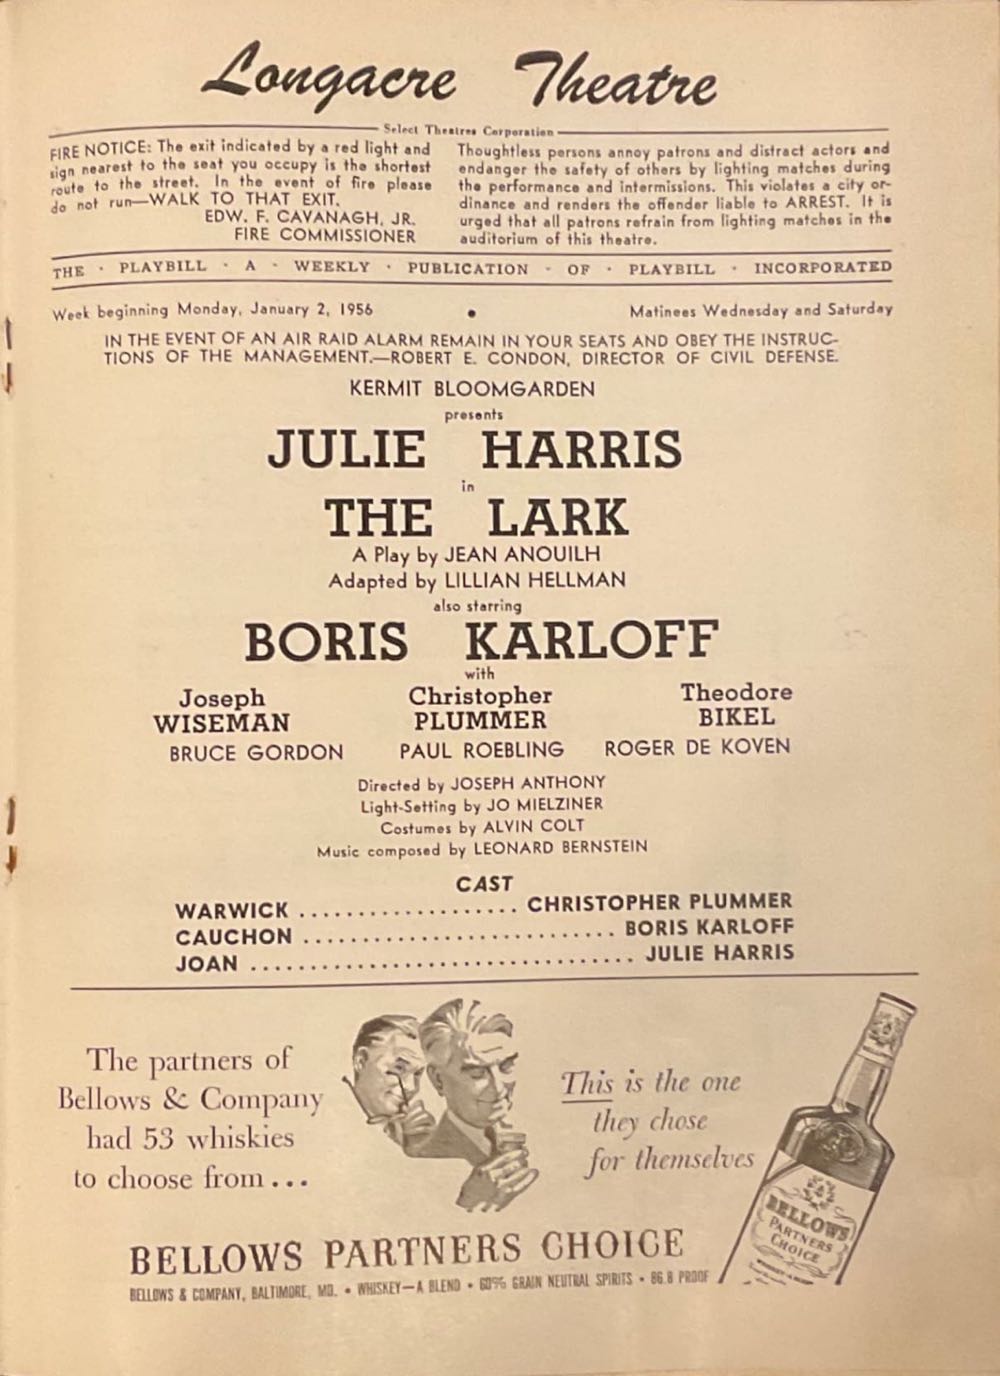 Longacre Theatre
Select Theatres Corporation
FIRE NOTICE: The exit indicated by a red light and
sign nearest to the seat you occupy is the shortest
route to the street. In the event of fire please
do not run—WALK TO THAT EXIT.
EDW. F. CAVANAGH, JR.
FIRE COMMISSIONER
Thoughtless persons annoy patrons and distract actors and
endanger the safety of others by lighting matches during
the performance and intermissions. This violates a city or-
dinance and renders the offender liable to ARREST. It is
urged that all patrons refrain from lighting matches in the
auditorium of this theatre.
THE · PLAYBILL · A · WEEKLY · PUBLICATION · OF · PLAYBILL · INCORPORATED
Week beginning Monday, January 2, 1956 • Matinees Wednesday and Saturday
IN THE EVENT OF AN AIR RAID ALARM REMAIN IN YOUR SEATS AND OBEY THE INSTRUC-
TIONS OF THE MANAGEMENT.—ROBERT E. CONDON, DIRECTOR OF CIVIL DEFENSE.
KERMIT BLOOMGARDEN
presents
JULIE HARRIS
in
THE LARK
A Play by JEAN ANOUILH
Adapted by LILLIAN HELLMAN
also starring
BORIS KARLOFF
with
Joseph Christopher Theodore
WISEMAN PLUMMER BIKEL
BRUCE GORDON PAUL ROEBLING ROGER DE KOVEN
Directed by JOSEPH ANTHONY
Light-Setting by JO MIELZINER
Costumes by ALVIN COLT
Music composed by LEONARD BERNSTEIN
CAST
WARWICK .................... CHRISTOPHER PLUMMER
CAUCHON ........................... BORIS KARLOFF
JOAN ................................. JULIE HARRIS
The partners of
Bellows & Company
had 53 whiskies
to choose from...
This is the one
they chose
for themselves
BELLOWS
PARTNERS
CHOICE
BELLOWS PARTNERS CHOICE
BELLOWS & COMPANY, BALTIMORE, MD. • WHISKEY—A BLEND • 60% GRAIN NEUTRAL SPIRITS • 86.8 PROOF